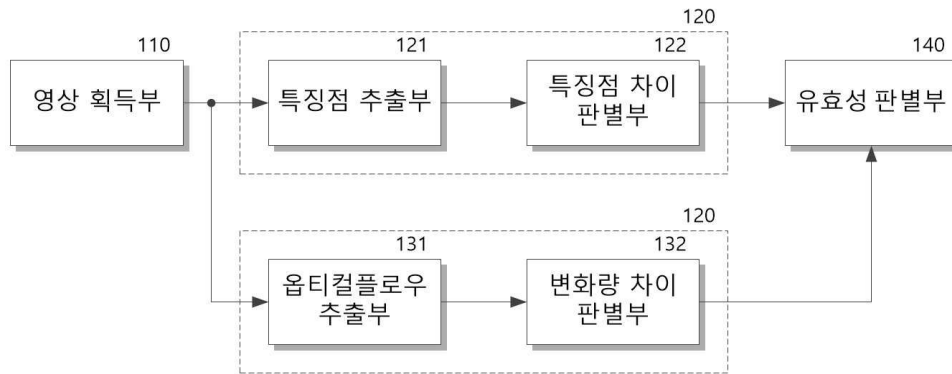 120
110
121
122
140
영상 획득부
특징점 추출부
특징점 차이
판별부
유효성 판별부
120
131
132
옵티컬플로우
추출부
변화량 차이
판별부